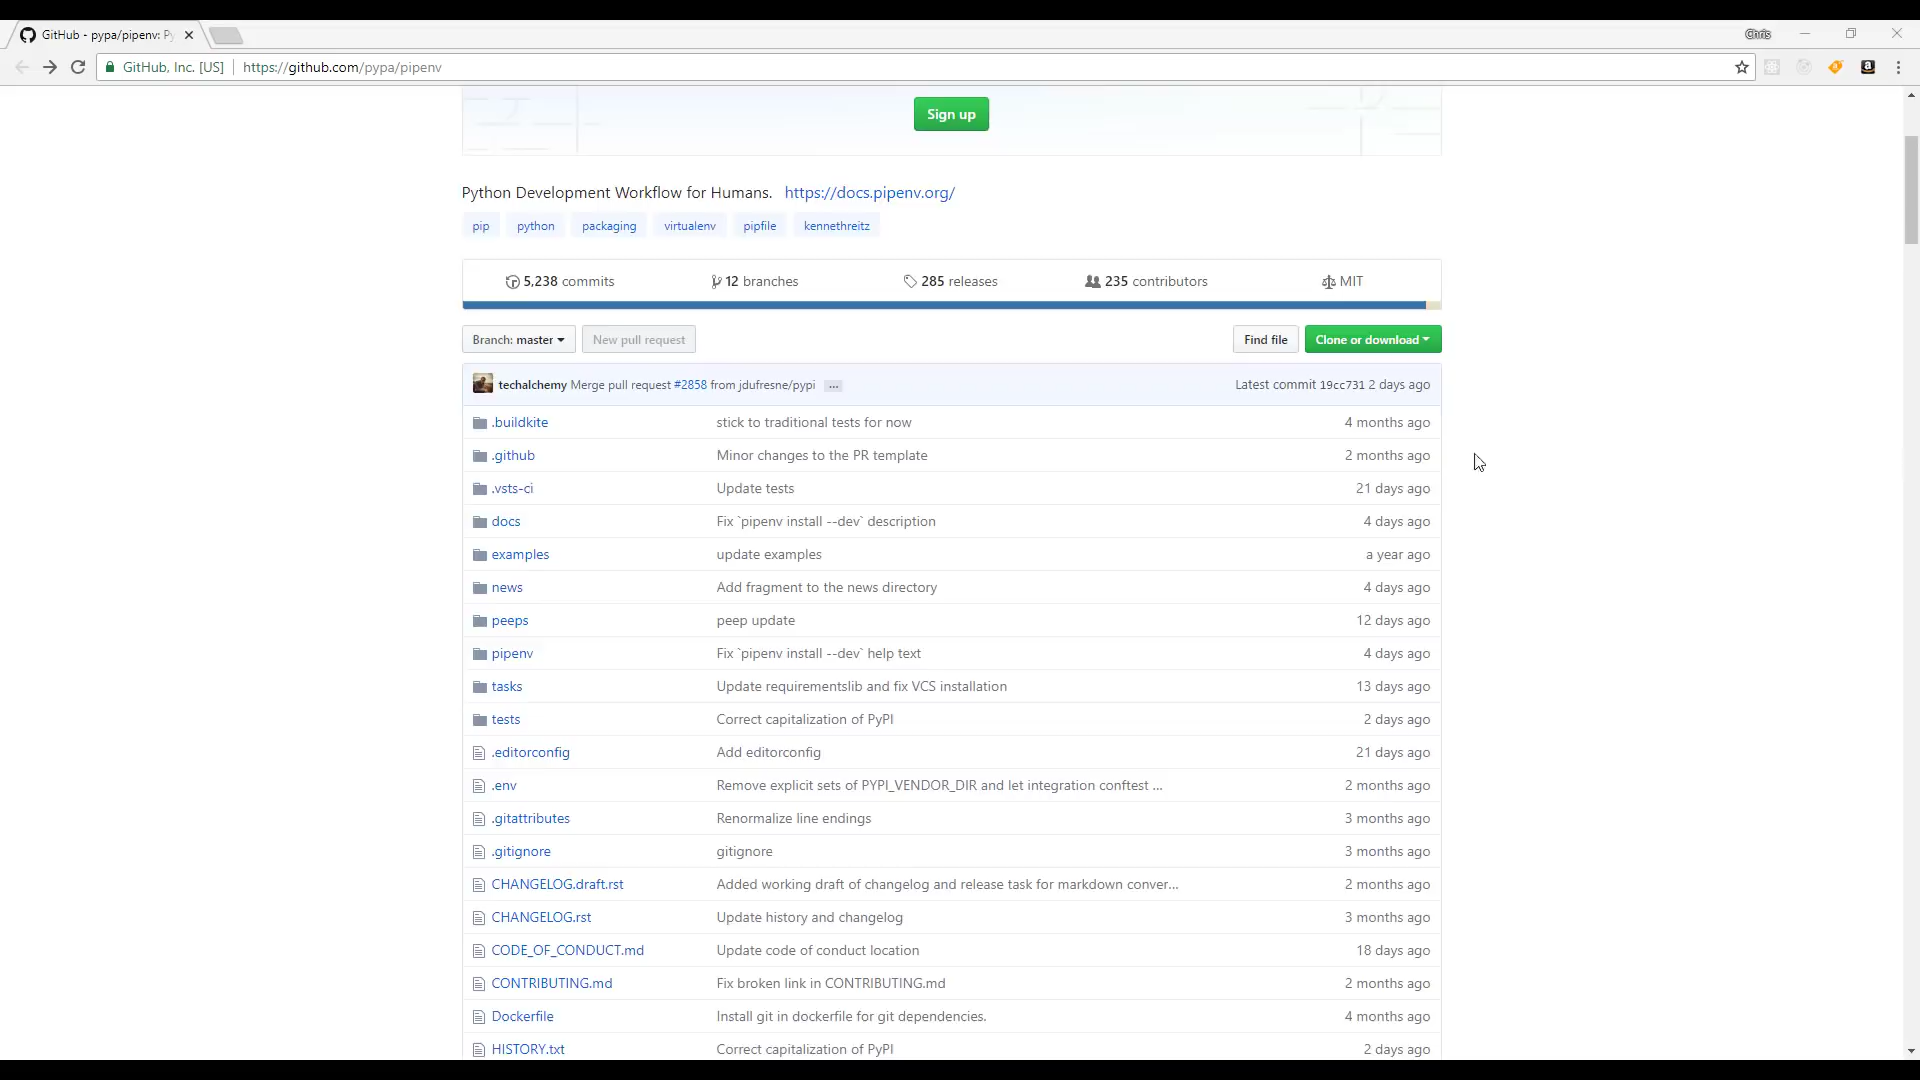 GitHub - pypa/pipenv: Py
Chris
GitHub, Inc. [US] https://github.com/pypa/pipenv
Sign up
Python Development Workflow for Humans. https://docs.pipenv.org/
pip python packaging virtualenv pipfile kennethreitz
5,238 commits 12 branches 285 releases 235 contributors MIT
Branch: master New pull request Find file Clone or download
techalchemy Merge pull request #2858 from jdufresne/pypi ... Latest commit 19cc731 2 days ago
.buildkite stick to traditional tests for now 4 months ago
.github Minor changes to the PR template 2 months ago
.vsts-ci Update tests 21 days ago
docs Fix `pipenv install --dev` description 4 days ago
examples update examples a year ago
news Add fragment to the news directory 4 days ago
peeps peep update 12 days ago
pipenv Fix `pipenv install --dev` help text 4 days ago
tasks Update requirementslib and fix VCS installation 13 days ago
tests Correct capitalization of PyPI 2 days ago
.editorconfig Add editorconfig 21 days ago
.env Remove explicit sets of PYPI_VENDOR_DIR and let integration conftest ... 2 months ago
.gitattributes Renormalize line endings 3 months ago
.gitignore gitignore 3 months ago
CHANGELOG.draft.rst Added working draft of changelog and release task for markdown conver... 2 months ago
CHANGELOG.rst Update history and changelog 3 months ago
CODE_OF_CONDUCT.md Update code of conduct location 18 days ago
CONTRIBUTING.md Fix broken link in CONTRIBUTING.md 2 months ago
Dockerfile Install git in dockerfile for git dependencies. 4 months ago
HISTORY.txt Correct capitalization of PyPI 2 days ago